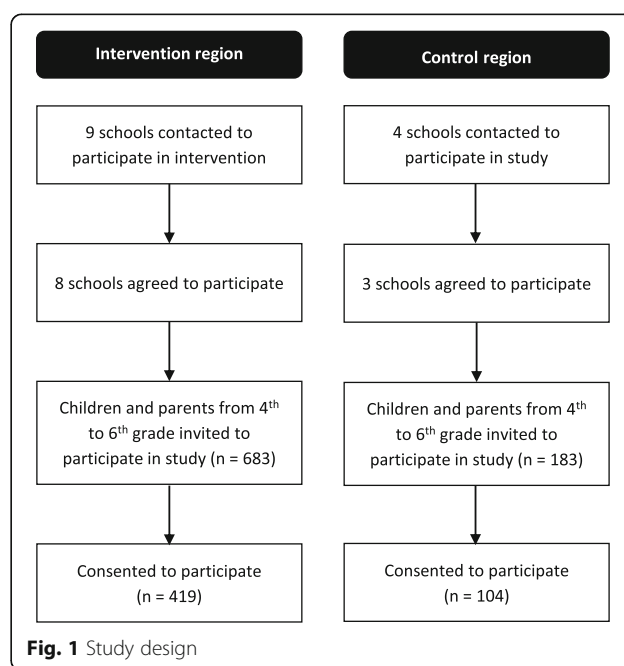 Intervention region
Control region
9 schools contacted to
participate in intervention
4 schools contacted to
participate in study
8 schools agreed to participate
3 schools agreed to participate
Children and parents from 4th
to 6th grade invited to
participate in study (n = 683)
Children and parents from 4th
to 6th grade invited to
participate in study (n = 183)
Consented to participate
(n = 419)
Consented to participate
(n = 104)
Fig. 1 Study design